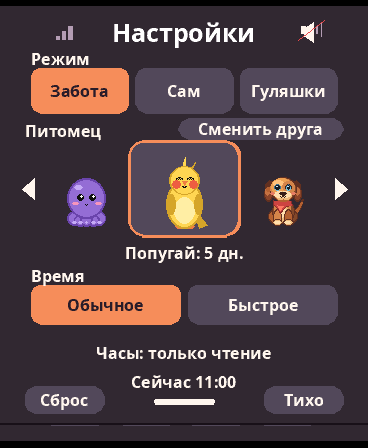 Настройки
Режим
Забота Сам Гуляшки
Питомец Сменить друга
Попугай: 5 дн.
Время
Обычное Быстрое
Часы: только чтение
Сейчас 11:00
Сброс Тихо